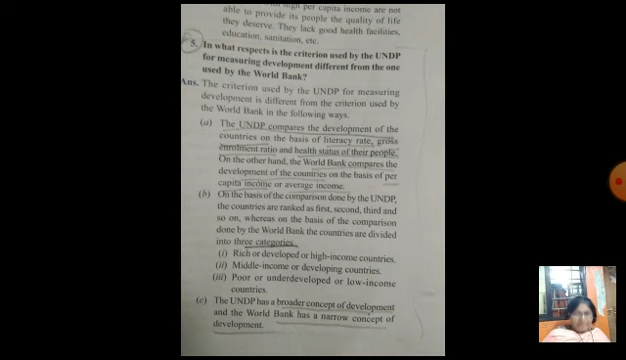 high per capita income are not
able to provide its people the quality of life
they deserve. They lack good health facilities,
education, sanitation, etc.
5. In what respects is the criterion used by the UNDP
for measuring development different from the one
used by the World Bank?
Ans. The criterion used by the UNDP for measuring
development is different from the criterion used by
the World Bank in the following ways.
(a) The UNDP compares the development of the
countries on the basis of literacy rate, gross
enrolment ratio and health status of their people.
On the other hand, the World Bank compares the
development of the countries on the basis of per
capita income or average income.
(b) On the basis of the comparison done by the UNDP,
the countries are ranked as first, second, third and
so on, whereas on the basis of the comparison
done by the World Bank the countries are divided
into three categories.
(i) Rich or developed or high-income countries.
(ii) Middle-income or developing countries.
(iii) Poor or underdeveloped or low-income
countries.
(c) The UNDP has a broader concept of development
and the World Bank has a narrow concept of
development.